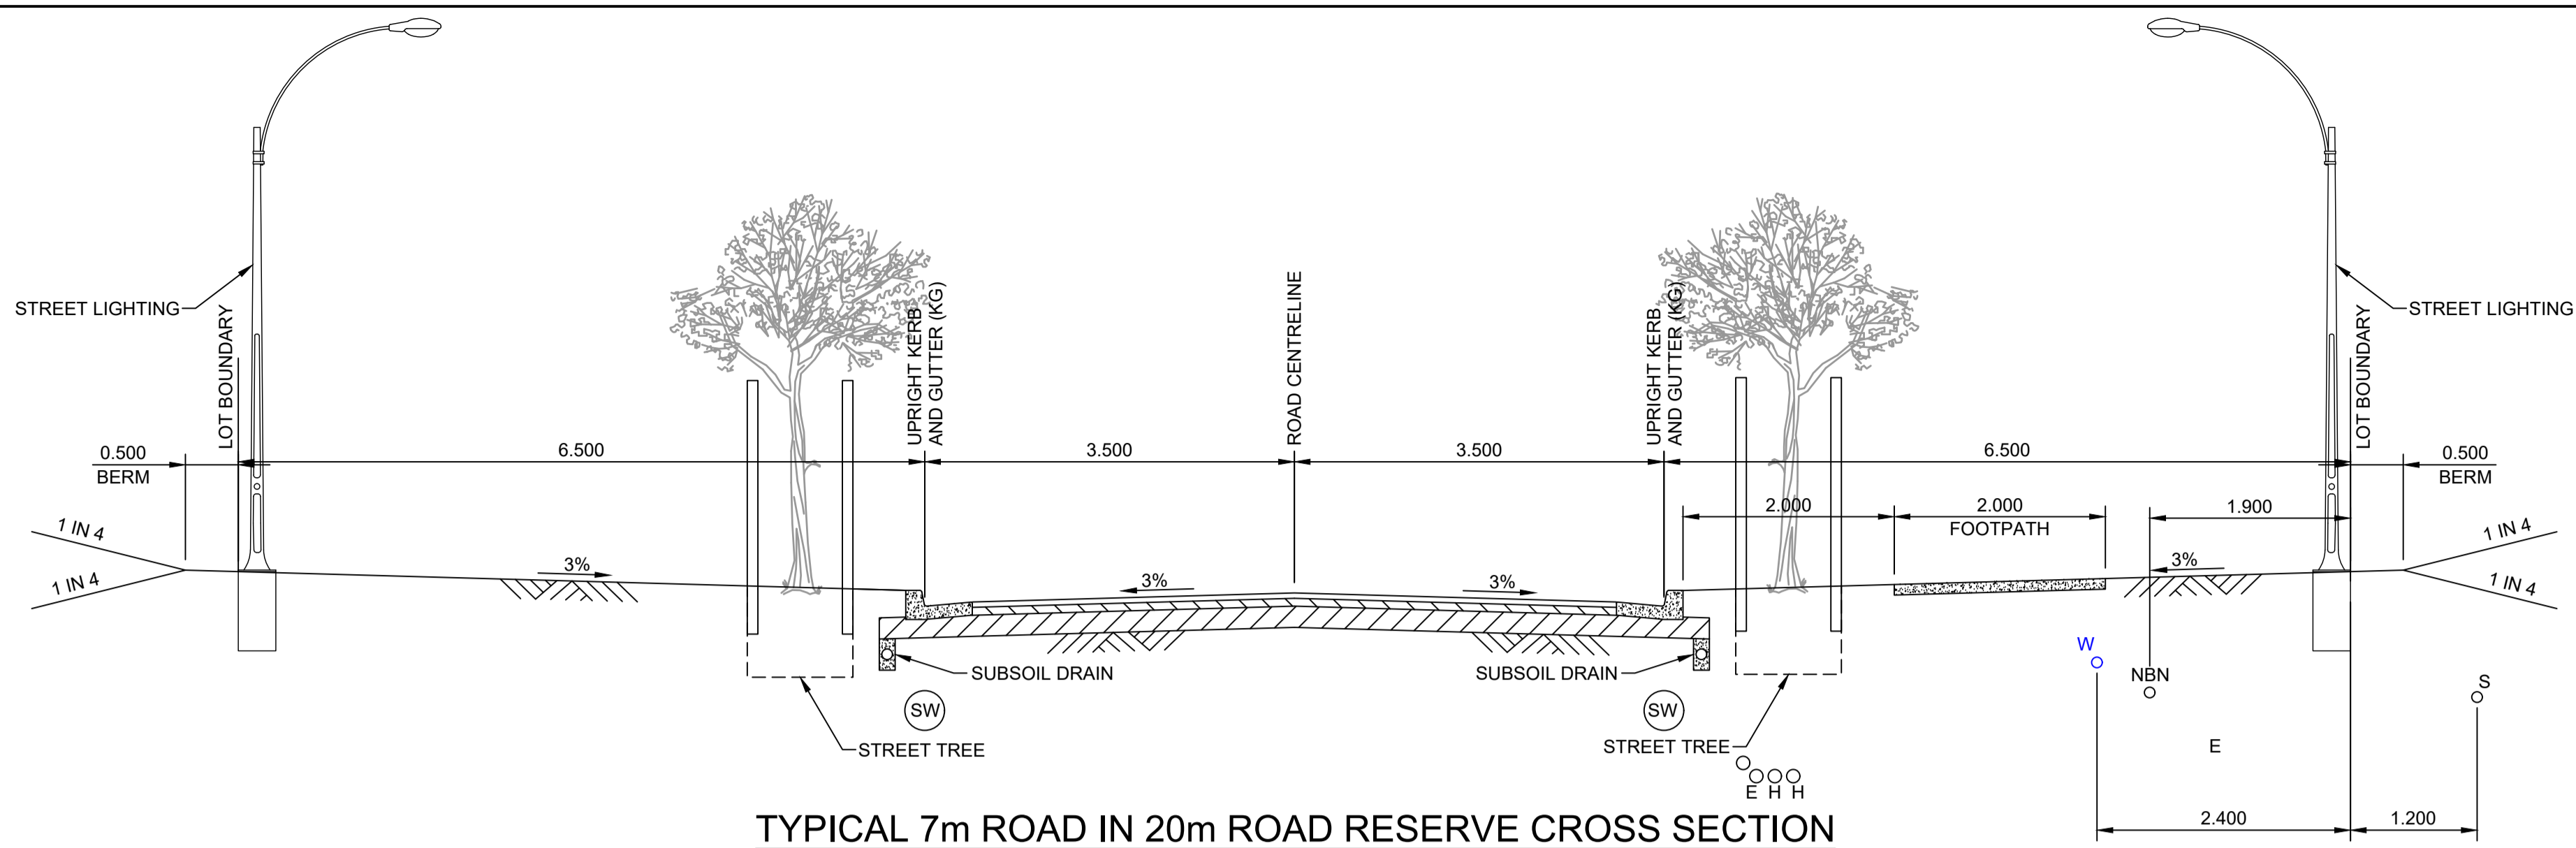 STREET LIGHTING
STREET LIGHTING
LOT BOUNDARY
UPRIGHT KERB
AND GUTTER (KG)
ROAD CENTRELINE
UPRIGHT KERB
AND GUTTER (KG)
LOT BOUNDARY
0.500
BERM
6.500
3.500
3.500
6.500
0.500
BERM
2.000
2.000
FOOTPATH
1.900
1 IN 4
1 IN 4
3%
3%
3%
3%
1 IN 4
1 IN 4
W
NBN
S
SUBSOIL DRAIN
SUBSOIL DRAIN
SW
SW
STREET TREE
STREET TREE
E
E H H
2.400
1.200
TYPICAL 7m ROAD IN 20m ROAD RESERVE CROSS SECTION